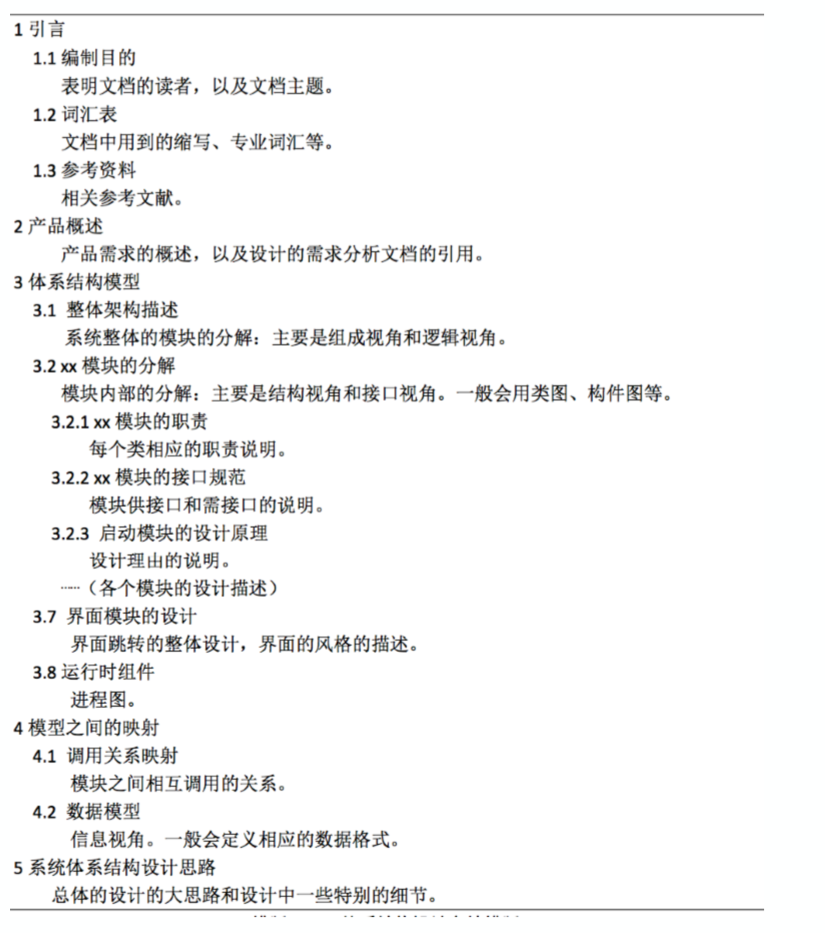 1 引言
1.1 编制目的
表明文档的读者，以及文档主题。
1.2 词汇表
文档中用到的缩写、专业词汇等。
1.3 参考资料
相关参考文献。
2 产品概述
产品需求的概述，以及设计的需求分析文档的引用。
3 体系结构模型
3.1 整体架构描述
系统整体的模块的分解：主要是组成视角和逻辑视角。
3.2 xx 模块的分解
模块内部的分解：主要是结构视角和接口视角。一般会用类图、构件图等。
3.2.1 xx 模块的职责
每个类相应的职责说明。
3.2.2 xx 模块的接口规范
模块供接口和需接口的说明。
3.2.3 启动模块的设计原理
设计理由的说明。
……（各个模块的设计描述）
3.7 界面模块的设计
界面跳转的整体设计，界面的风格的描述。
3.8 运行时组件
进程图。
4 模型之间的映射
4.1 调用关系映射
模块之间相互调用的关系。
4.2 数据模型
信息视角。一般会定义相应的数据格式。
5 系统体系结构设计思路
总体的设计的大思路和设计中一些特别的细节。